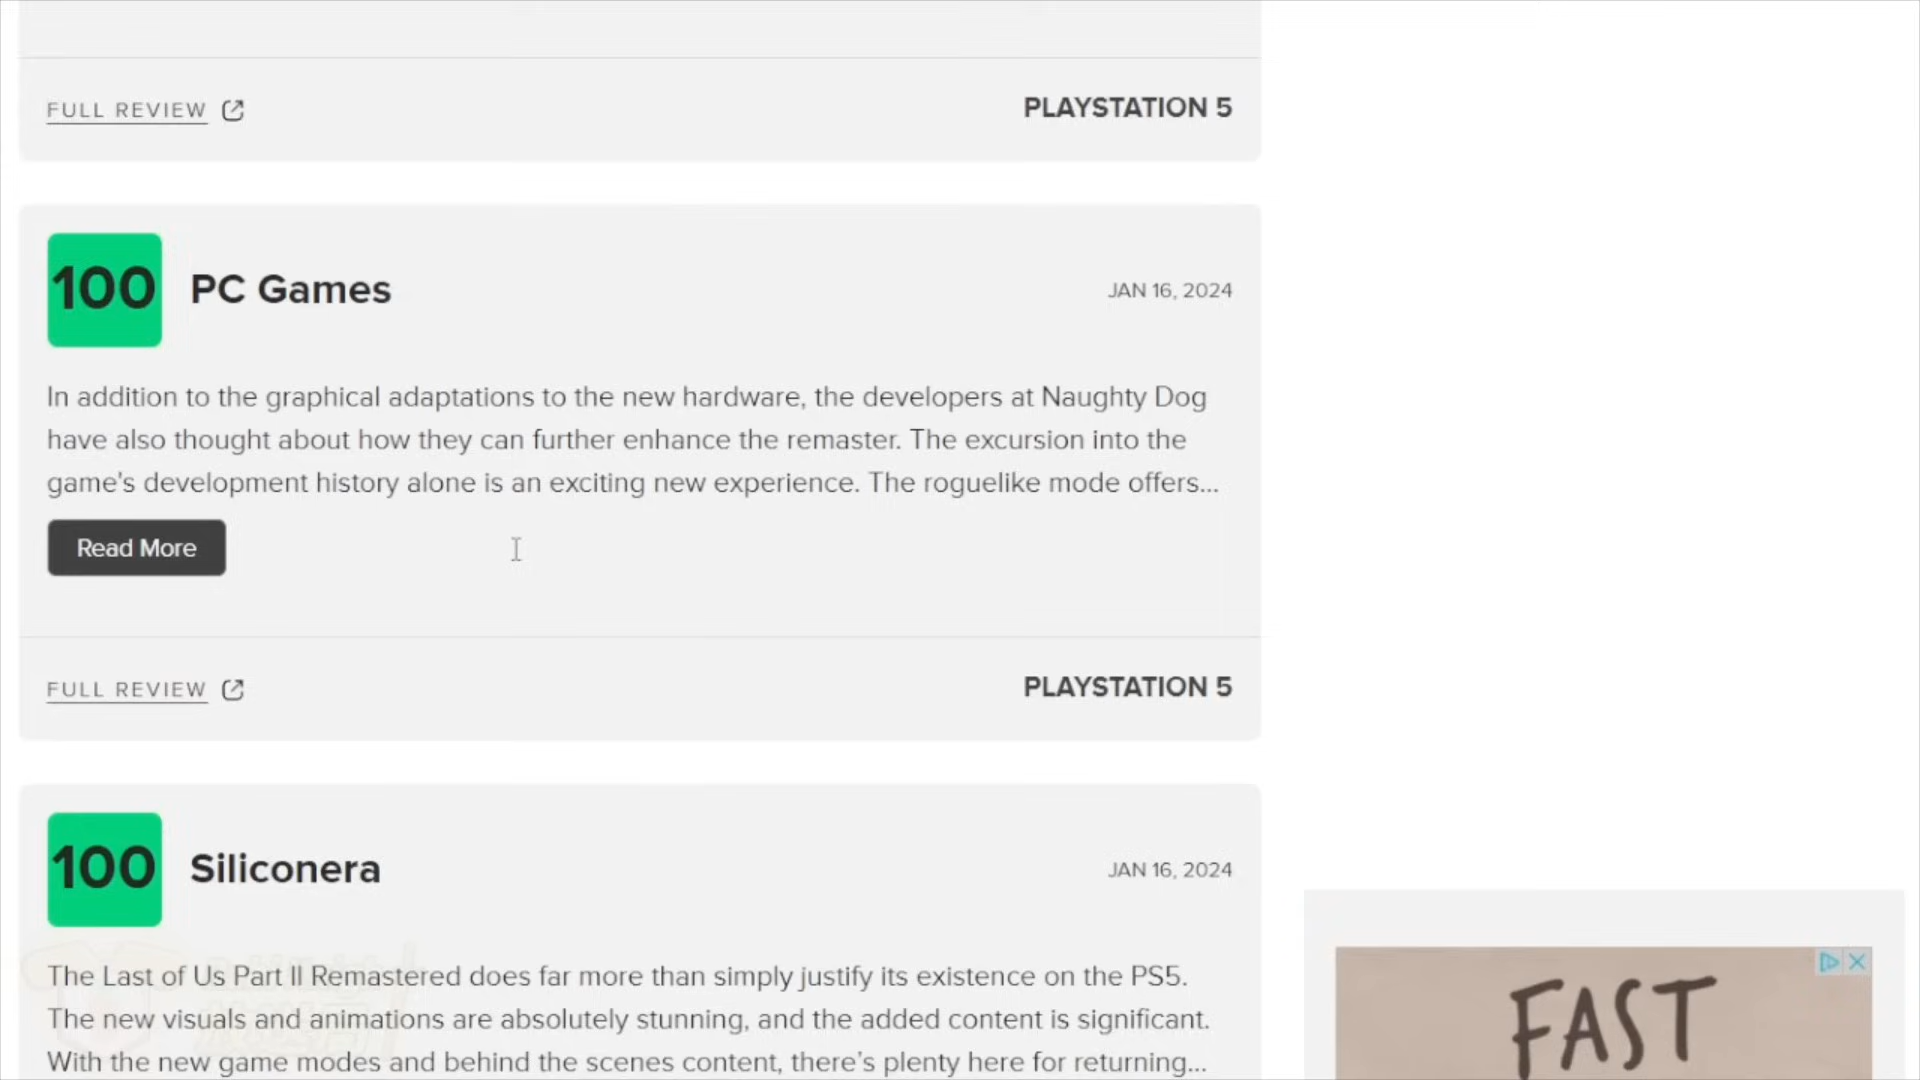 FULL REVIEW
PLAYSTATION 5
100
PC Games
JAN 16, 2024
In addition to the graphical adaptations to the new hardware, the developers at Naughty Dog
have also thought about how they can further enhance the remaster. The excursion into the
game's development history alone is an exciting new experience. The roguelike mode offers...
Read More
FULL REVIEW
PLAYSTATION 5
100
Siliconera
JAN 16, 2024
The Last of Us Part II Remastered does far more than simply justify its existence on the PS5.
The new visuals and animations are absolutely stunning, and the added content is significant.
With the new game modes and behind the scenes content, there's plenty here for returning...
FAST